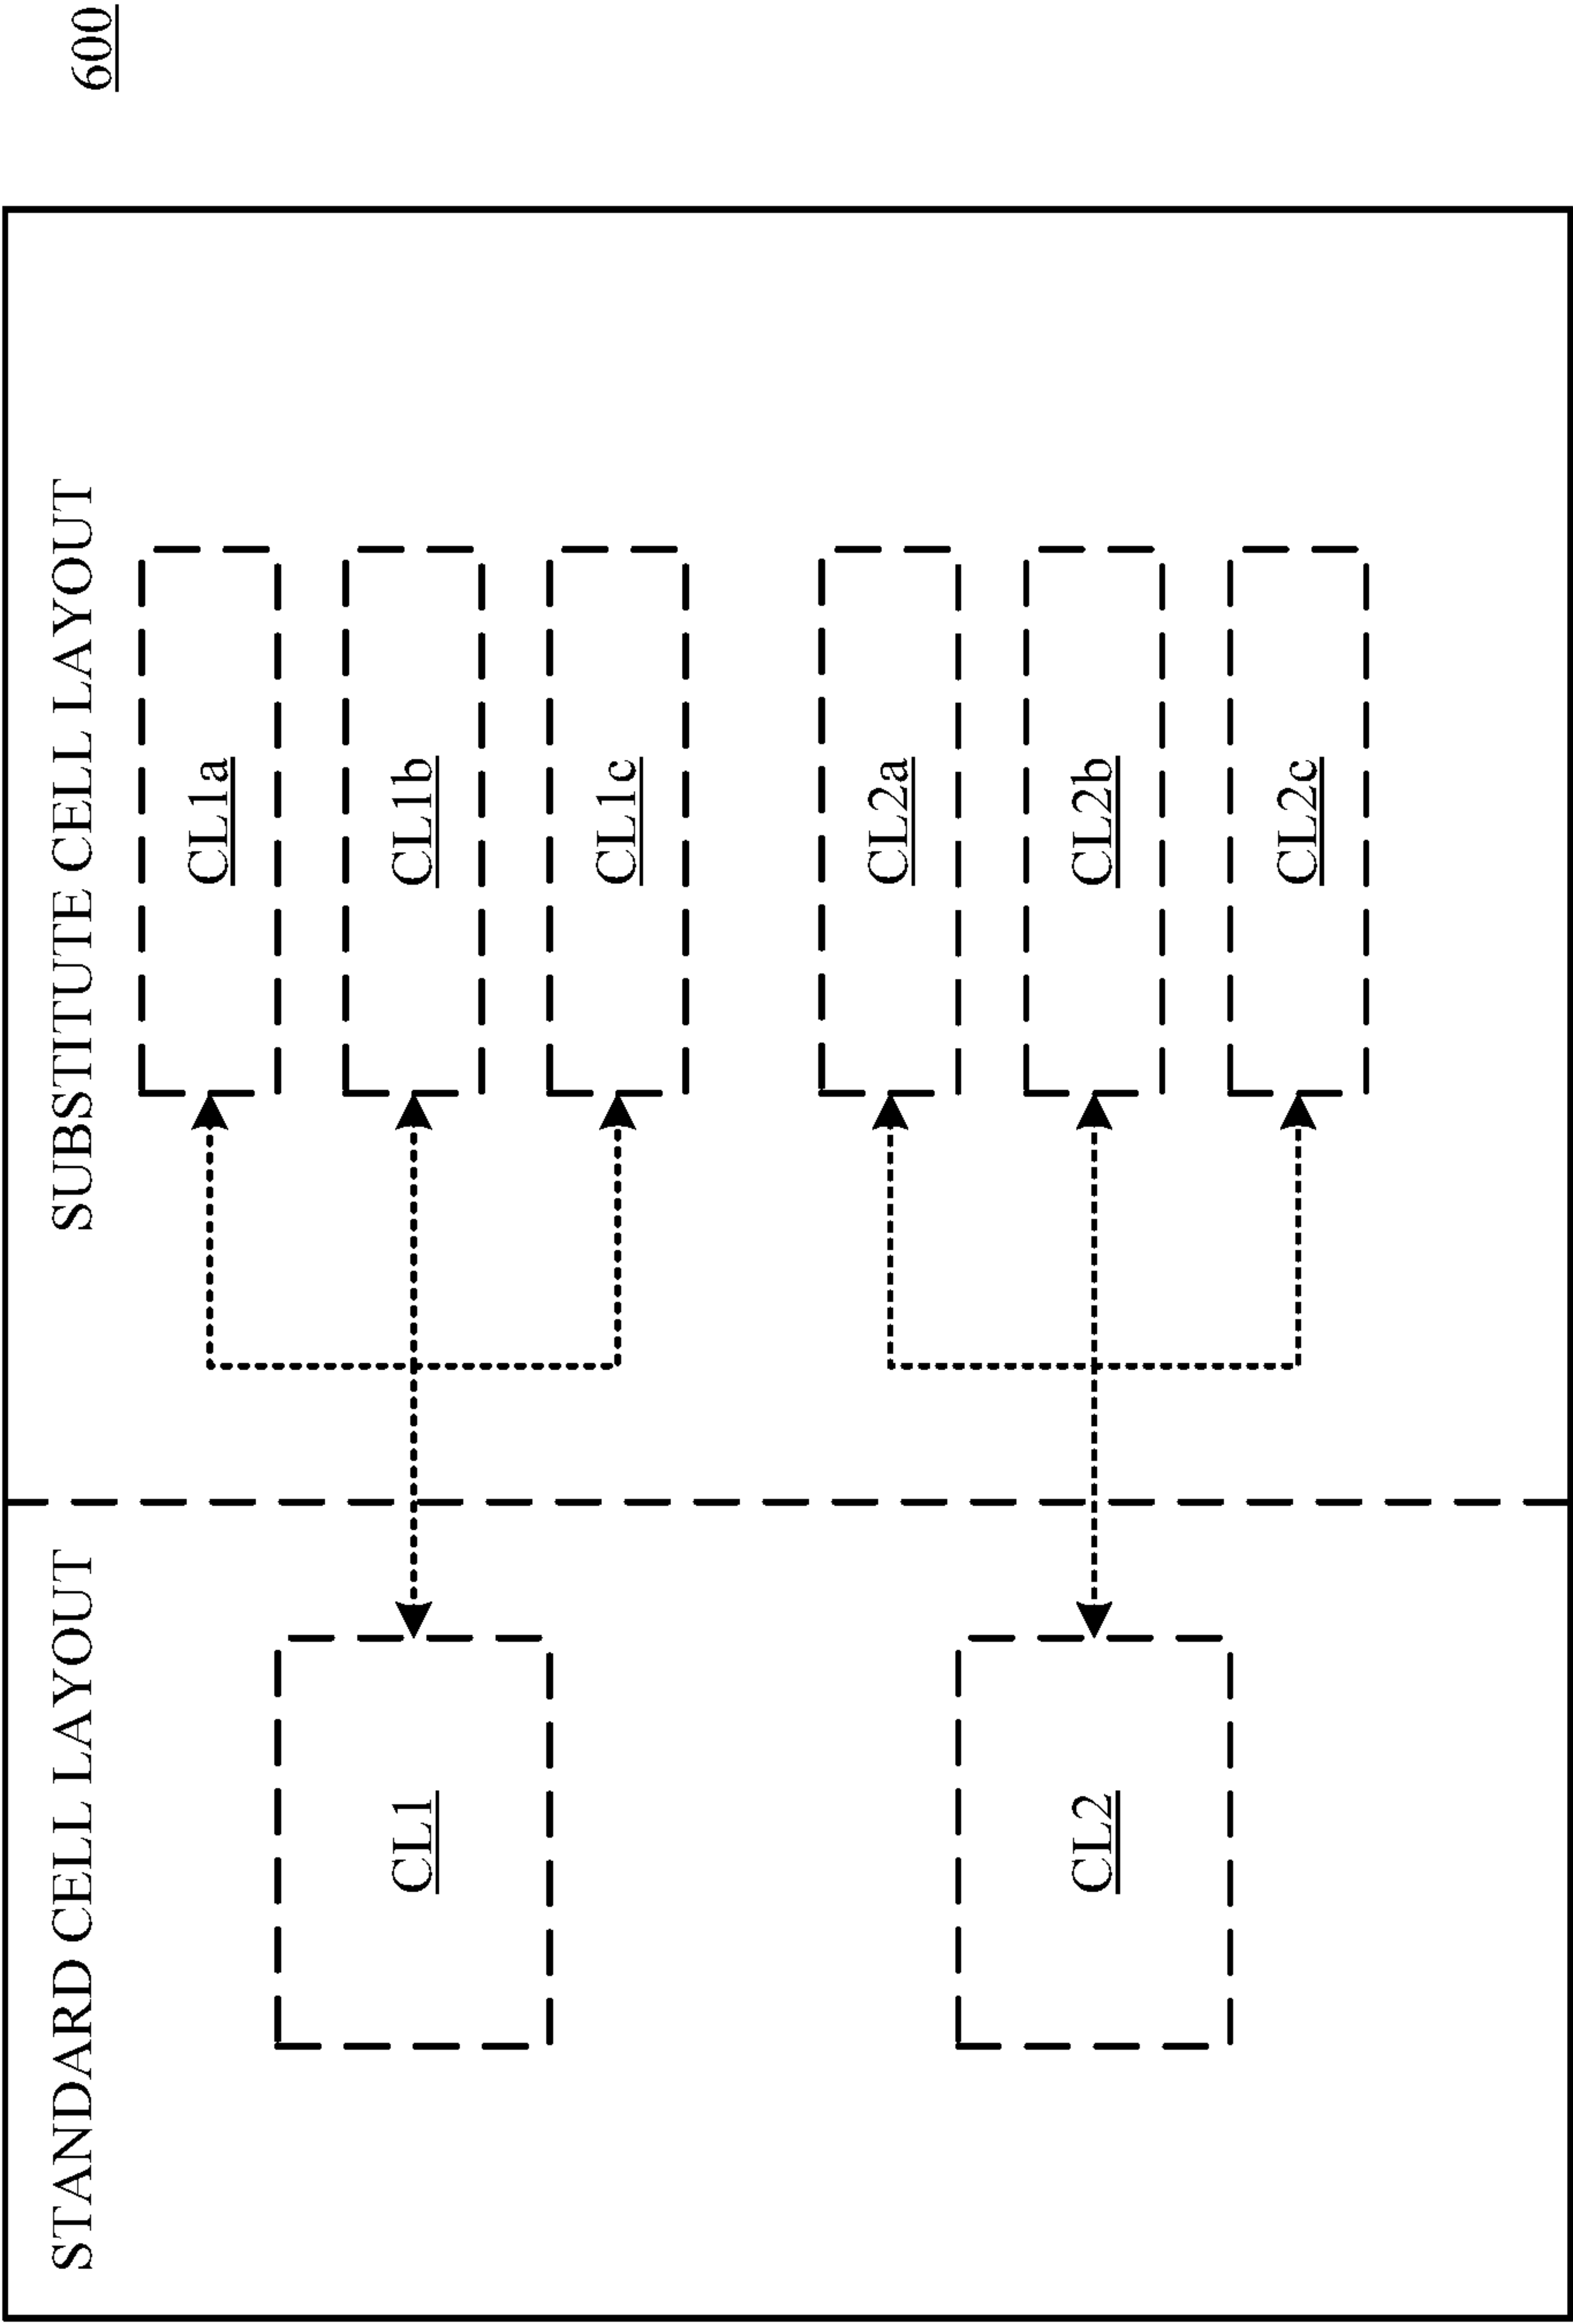 600
STANDARD CELL LAYOUT
SUBSTITUTE CELL LAYOUT
CL1
CL1a
CL1b
CL1c
CL2
CL2a
CL2b
CL2c